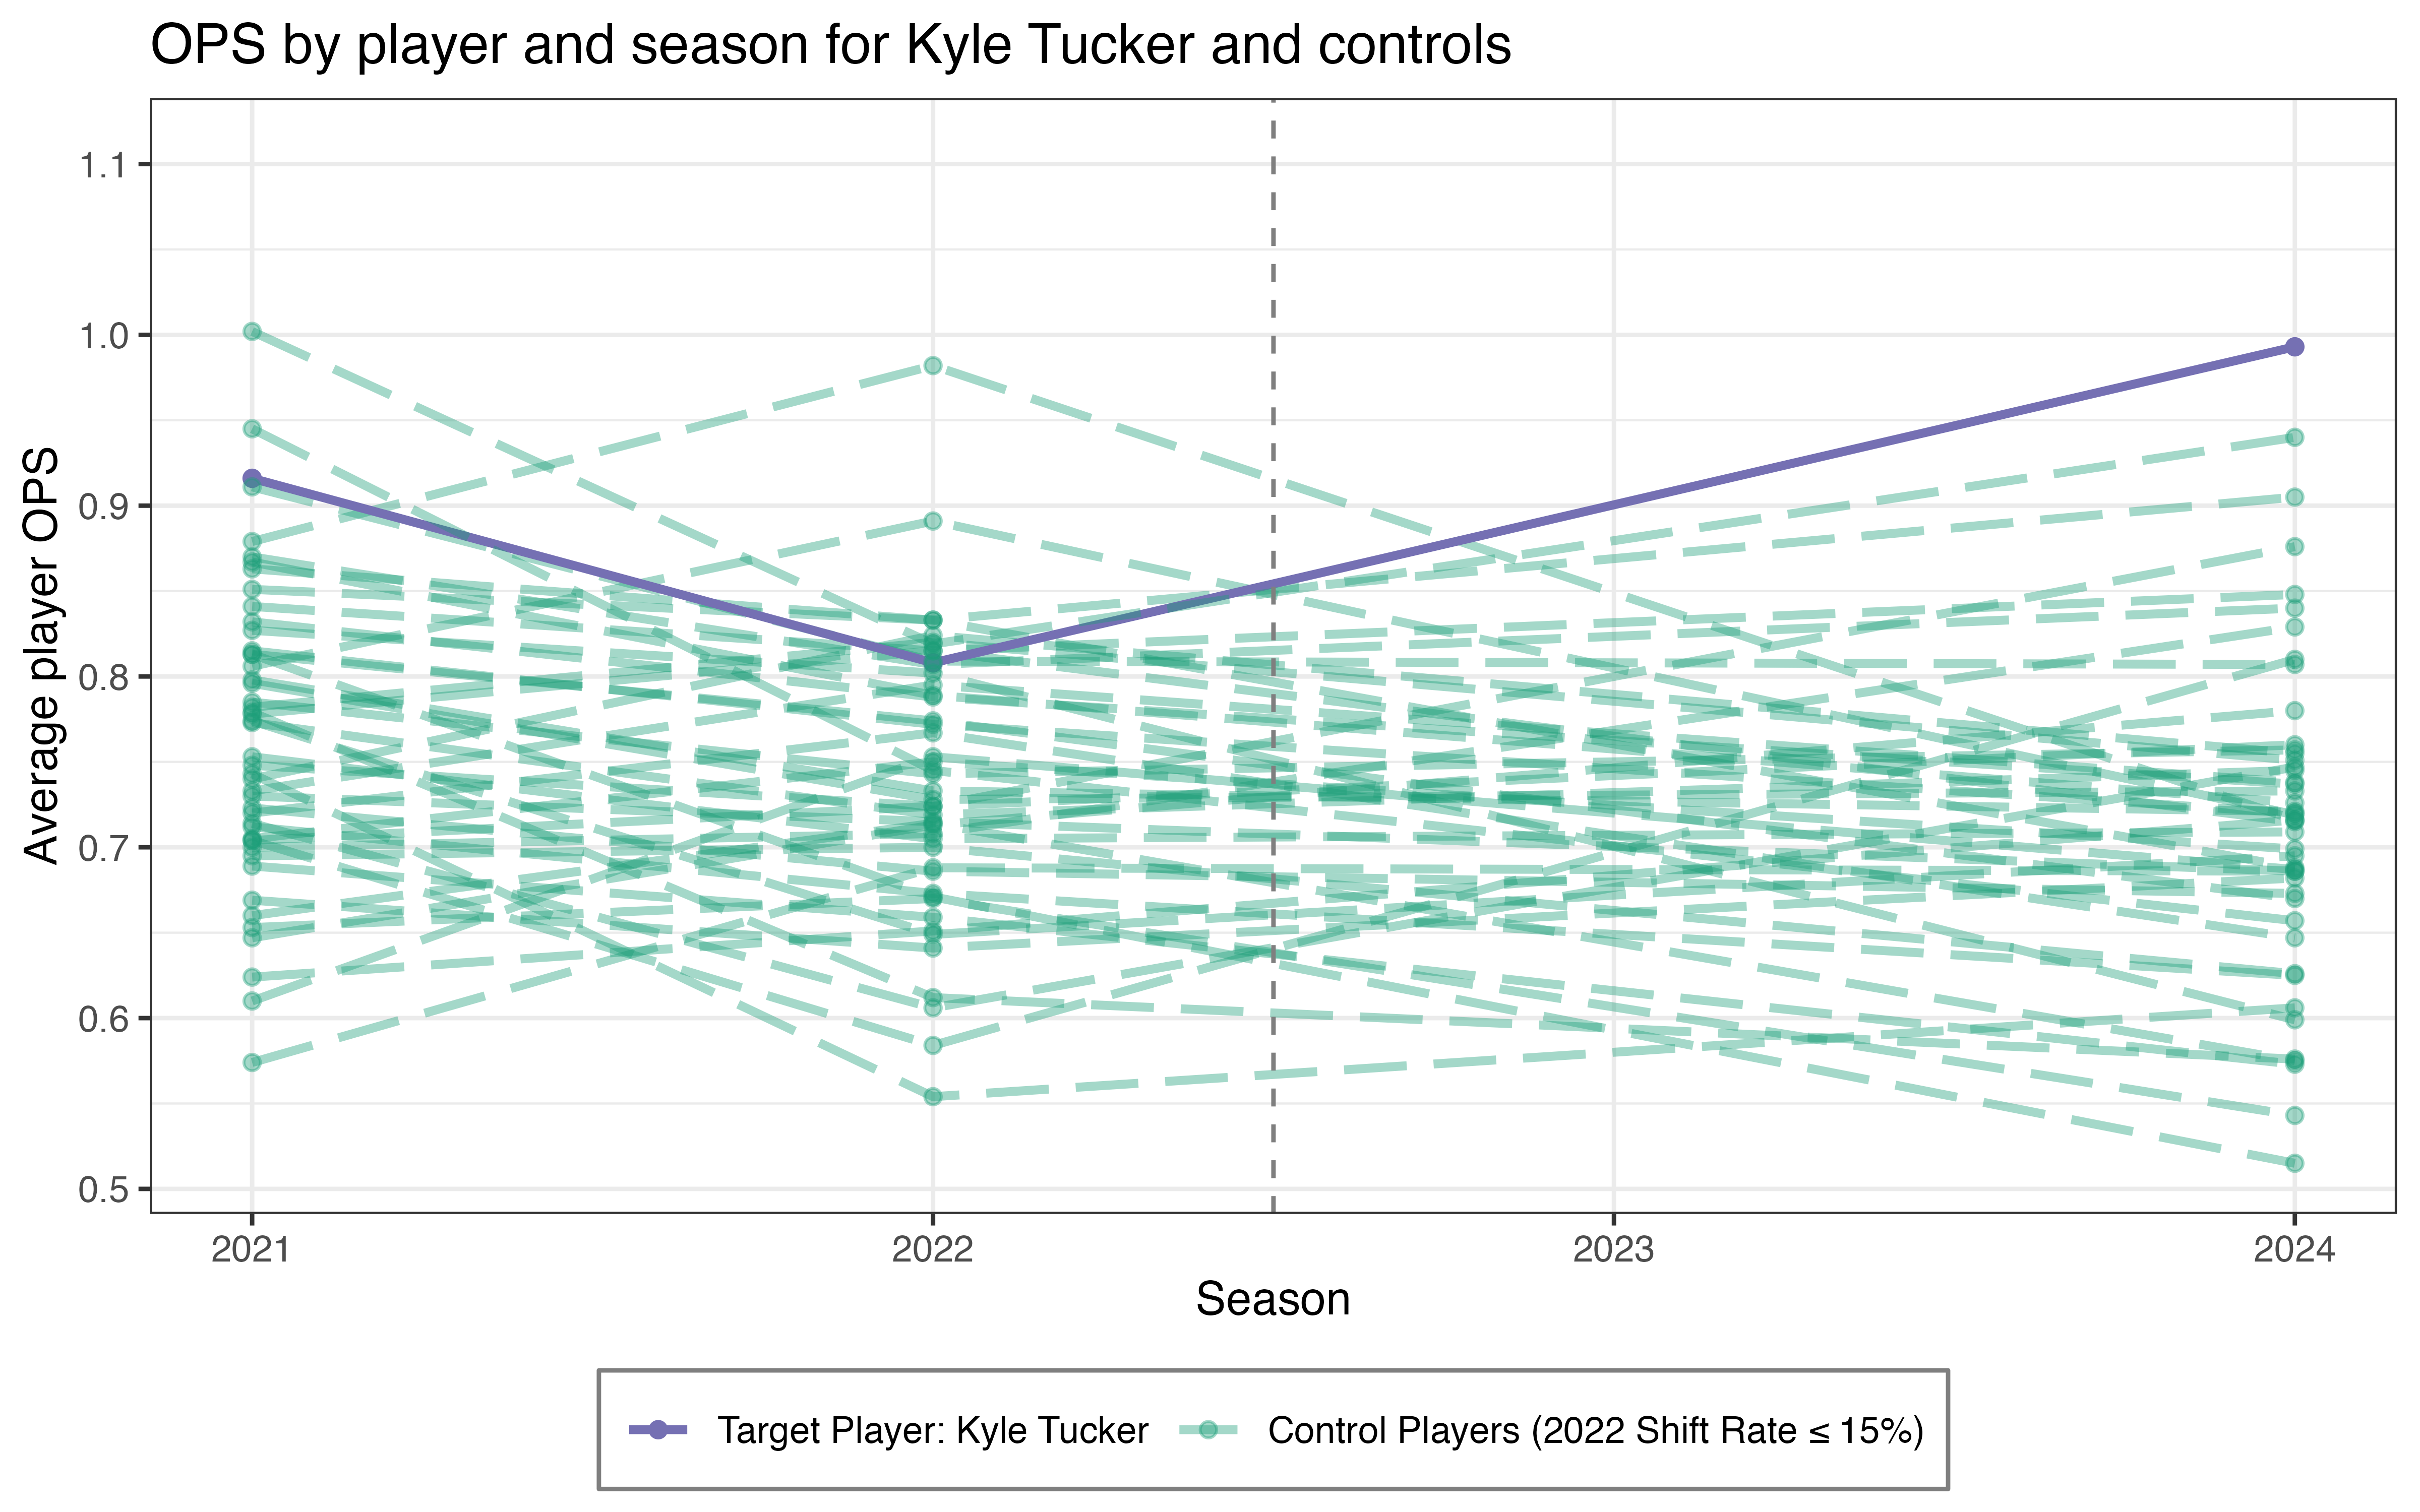 OPS by player and season for Kyle Tucker and controls
Average player OPS
1.1
1.0
0.9
0.8
0.7
0.6
0.5
2021 2022 2023 2024
Season
Target Player: Kyle Tucker Control Players (2022 Shift Rate ≤ 15%)